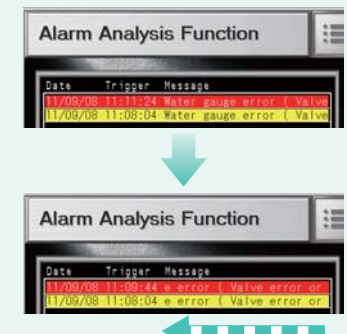 Alarm Analysis Function
Date Trigger Message
11/09/08 11:11:24 Water gauge error ( Valve
11/09/08 11:08:04 Water gauge error ( Valve
Alarm Analysis Function
Date Trigger Message
11/09/08 11:09:44 e error ( Valve error or
11/09/08 11:08:04 e error ( Valve error or